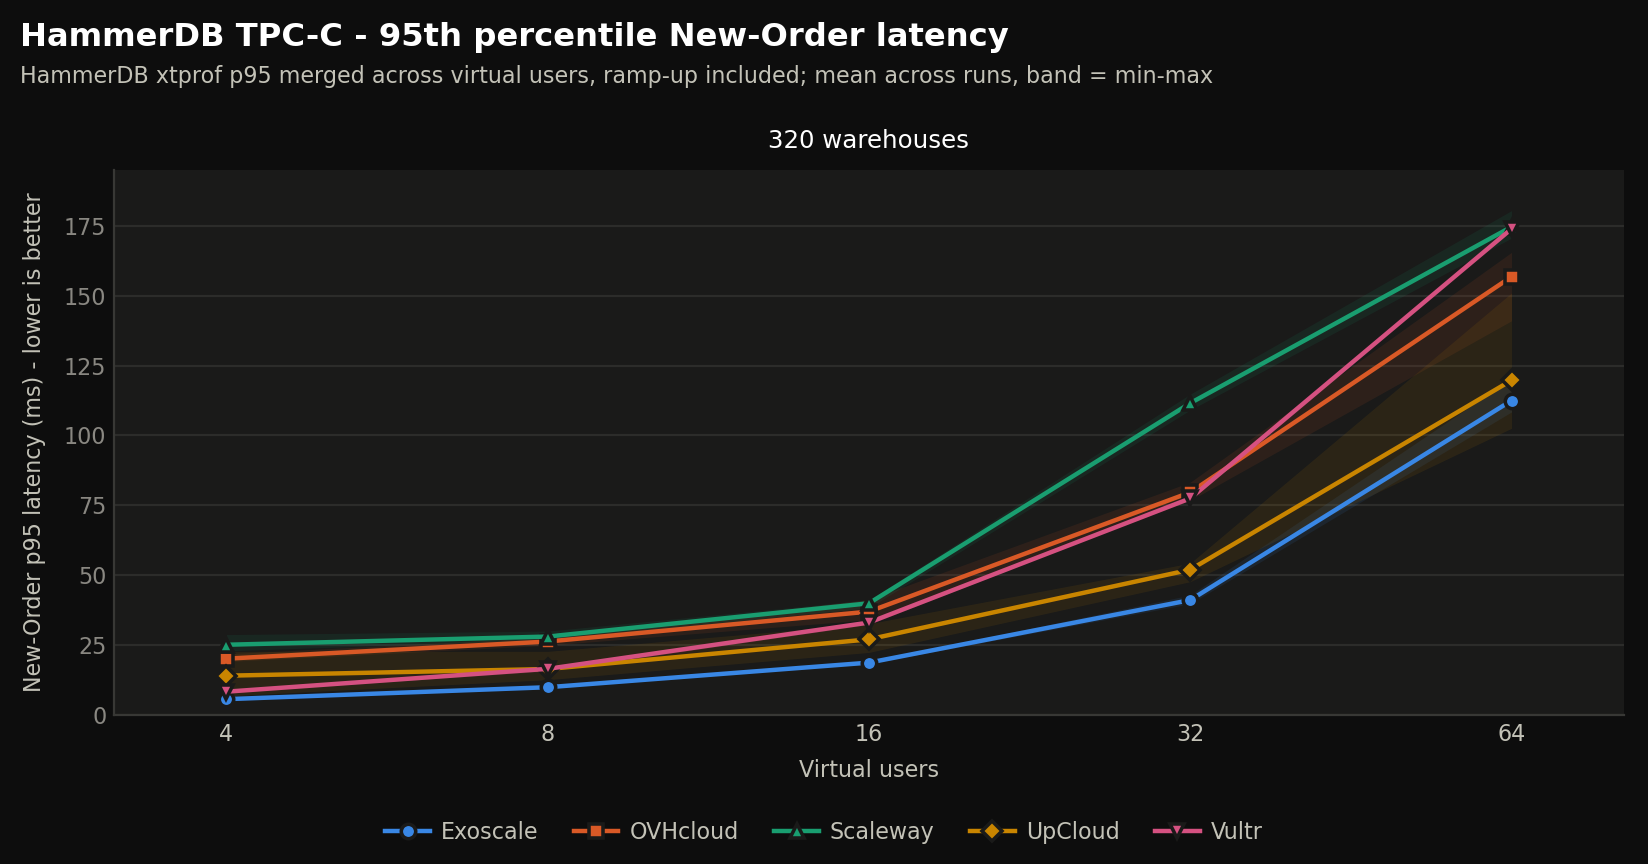 HammerDB TPC-C - 95th percentile New-Order latency
HammerDB xtprof p95 merged across virtual users, ramp-up included; mean across runs, band = min-max
320 warehouses
New-Order p95 latency (ms) - lower is better
175
150
125
100
75
50
25
0
4 8 16 32 64
Virtual users
Exoscale OVHcloud Scaleway UpCloud Vultr